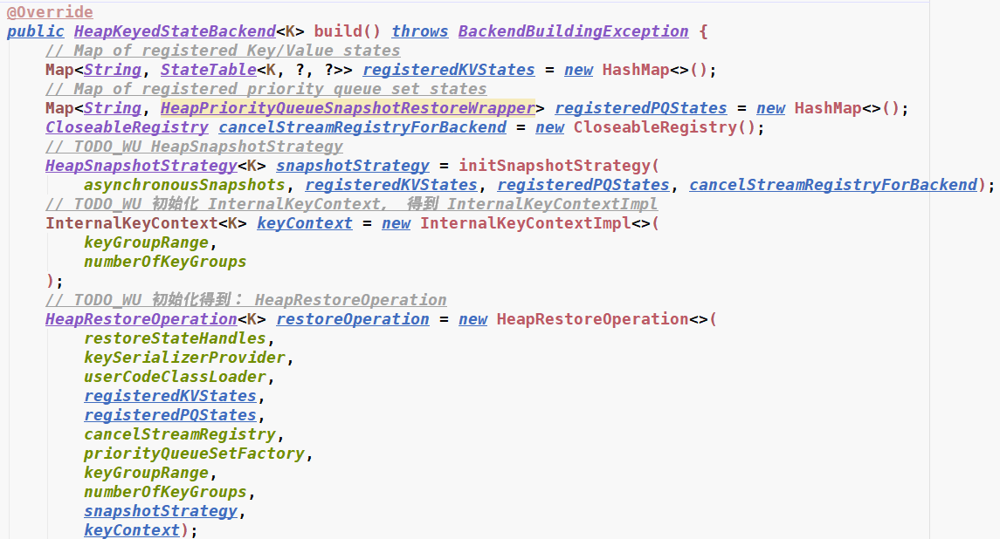 @Override
public HeapKeyedStateBackend<K> build() throws BackendBuildingException {
// Map of registered Key/Value states
Map<String, StateTable<K, ?, ?>> registeredKVStates = new HashMap<>();
// Map of registered priority queue set states
Map<String, HeapPriorityQueueSnapshotRestoreWrapper> registeredPQStates = new HashMap<>();
CloseableRegistry cancelStreamRegistryForBackend = new CloseableRegistry();
// TODO_WU HeapSnapshotStrategy
HeapSnapshotStrategy<K> snapshotStrategy = initSnapshotStrategy(
asynchronousSnapshots, registeredKVStates, registeredPQStates, cancelStreamRegistryForBackend);
// TODO_WU 初始化 InternalKeyContext， 得到 InternalKeyContextImpl
InternalKeyContext<K> keyContext = new InternalKeyContextImpl<>(
keyGroupRange,
numberOfKeyGroups
);
// TODO_WU 初始化得到： HeapRestoreOperation
HeapRestoreOperation<K> restoreOperation = new HeapRestoreOperation<>(
restoreStateHandles,
keySerializerProvider,
userCodeClassLoader,
registeredKVStates,
registeredPQStates,
cancelStreamRegistry,
priorityQueueSetFactory,
keyGroupRange,
numberOfKeyGroups,
snapshotStrategy,
keyContext);